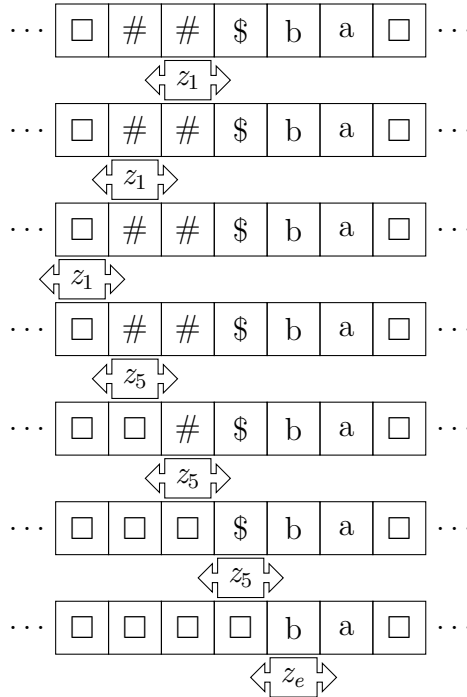 ⋯ □ # # $ b a □ ⋯
z₁
⋯ □ # # $ b a □ ⋯
z₁
⋯ □ # # $ b a □ ⋯
z₁
⋯ □ # # $ b a □ ⋯
z₅
⋯ □ □ # $ b a □ ⋯
z₅
⋯ □ □ □ $ b a □ ⋯
z₅
⋯ □ □ □ □ b a □ ⋯
zₑ